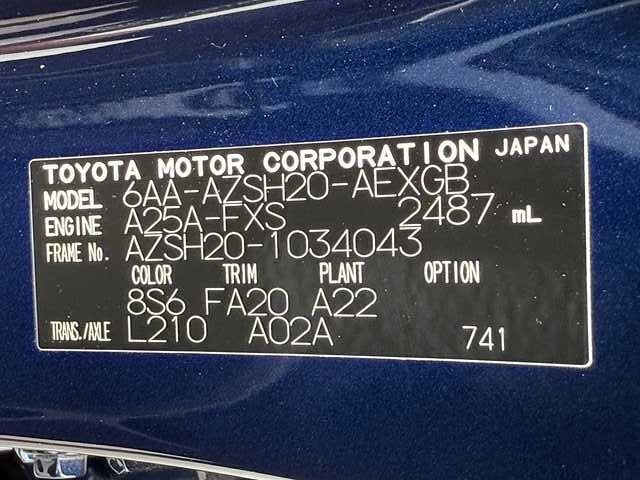 TOYOTA MOTOR CORPORATION JAPAN
MODEL 6AA-AZSH20-AEXGB
ENGINE A25A-FXS 2487 mL
FRAME No. AZSH20-1034043
COLOR TRIM PLANT OPTION
8S6 FA20 A22
TRANS./AXLE L210 A02A 741